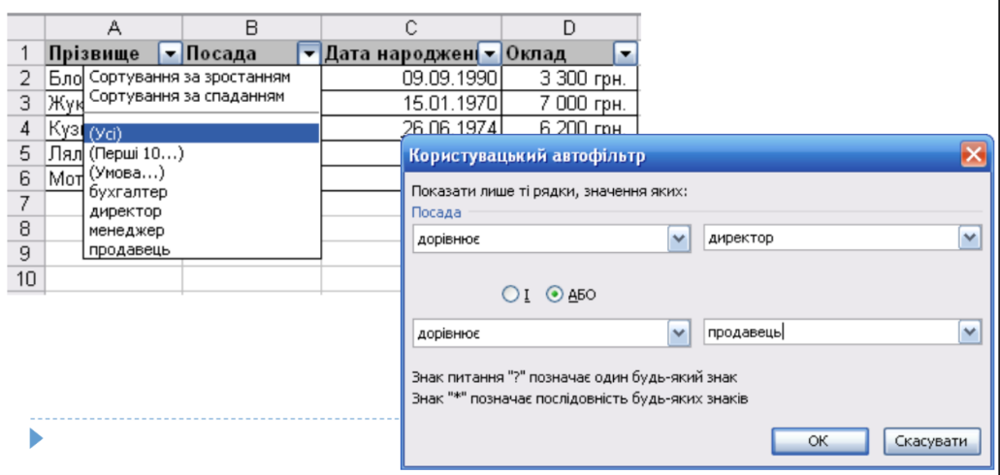 A B C D
1 Прізвище Посада Дата народженн Оклад
2 Бло 09.09.1990 3 300 грн.
3 Жук 15.01.1970 7 000 грн.
4 Кузн 26.06.1974 6 200 грн.
5 Лял
6 Мот
7
8
9
10
Сортування за зростанням
Сортування за спаданням
(Усі)
(Перші 10...)
(Умова...)
бухгалтер
директор
менеджер
продавець
Користувацький автофільтр
Показати лише ті рядки, значення яких:
Посада
дорівнює директор
І АБО
дорівнює продавець
Знак питання "?" позначає один будь-який знак
Знак "*" позначає послідовність будь-яких знаків
ОК Скасувати